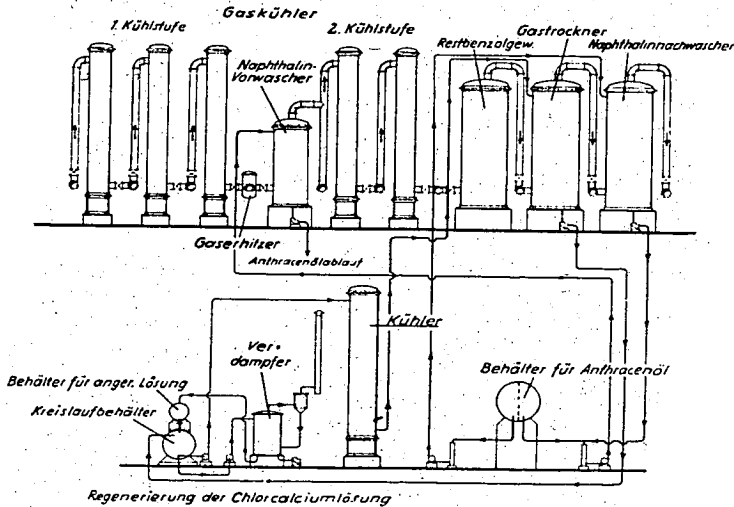 Gaskühler
1. Kühlstufe
2. Kühlstufe
Gastrockner
Restbenzolgew.
Naphthalinnachwascher
Naphthalin-
Vorwascher
Gaserhitzer
Anthracenölablauf
Kühler
Ver-
dampfer
Behälter für anger. Lösung
Kreislaufbehälter
Behälter für Anthracenöl
Regenerierung der Chlorcalciumlösung